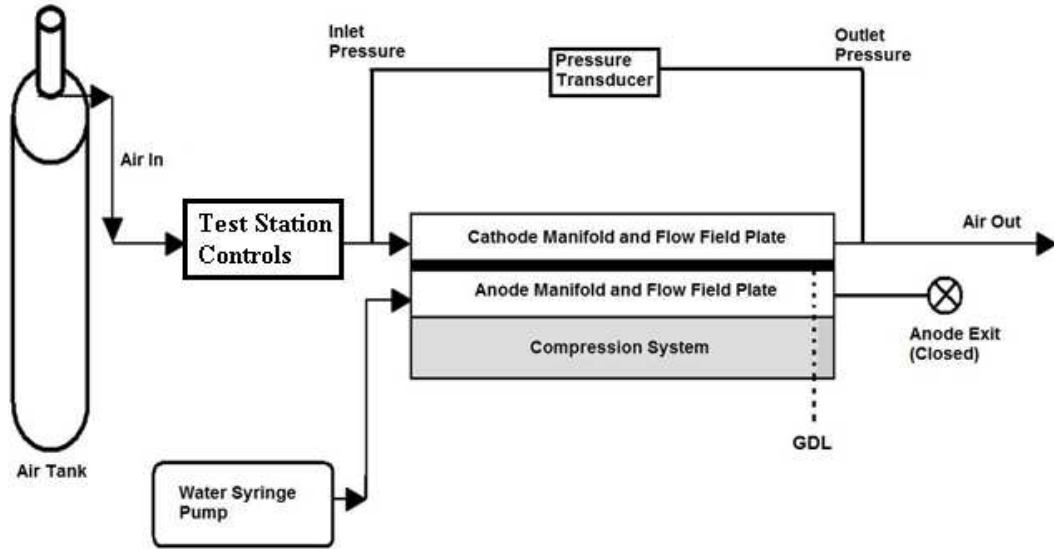 Inlet
Pressure
Outlet
Pressure
Pressure
Transducer
Air In
Test Station
Controls
Cathode Manifold and Flow Field Plate
Air Out
Anode Manifold and Flow Field Plate
Anode Exit
(Closed)
Compression System
GDL
Air Tank
Water Syringe
Pump